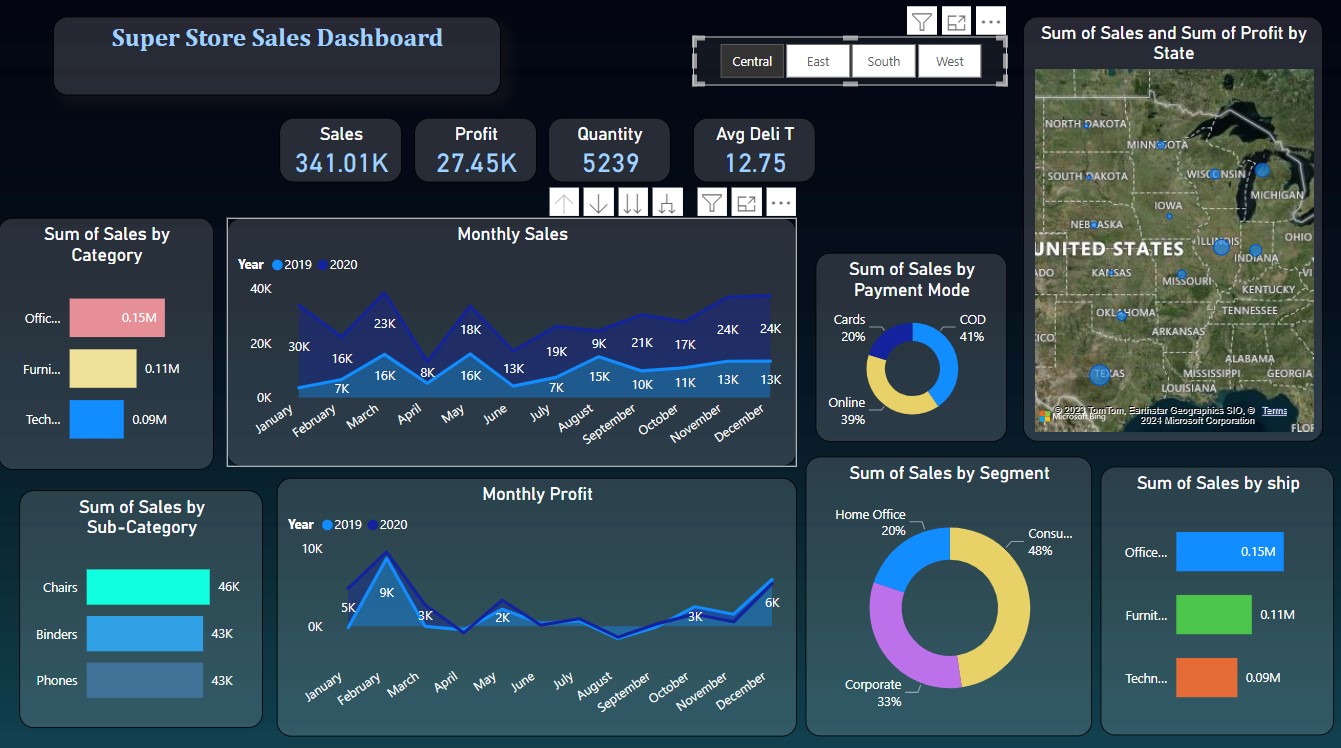 Super Store Sales Dashboard
Central
East
South
West
Sum of Sales and Sum of Profit by
State
NORTH DAKOTA
MINNESOTA
SOUTH DAKOTA
WISCONSIN
MICHIGAN
IOWA
NEBRASKA
UNITED STATES
ILLINOIS
OHIO
INDIANA
KANSAS
MISSOURI
KENTUCKY
OKLAHOMA
TENNESSEE
ARKANSAS
ALABAMA
MISSISSIPPI
GEORGIA
TEXAS
LOUISIANA
© 2023 TomTom, Earthstar Geographics SIO, © Terms
Microsoft Bing
2024 Microsoft Corporation
Sales
341.01K
Profit
27.45K
Quantity
5239
Avg Deli T
12.75
Sum of Sales by
Category
Offic...
0.15M
Furni...
0.11M
Tech...
0.09M
Monthly Sales
Year 2019 2020
40K
20K
0K
30K
16K
23K
8K
18K
13K
19K
9K
21K
17K
24K
24K
7K
16K
16K
7K
15K
10K
11K
13K
13K
January
February
March
April
May
June
July
August
September
October
November
December
Sum of Sales by
Payment Mode
Cards
20%
COD
41%
Online
39%
Sum of Sales by
Sub-Category
Chairs
46K
Binders
43K
Phones
43K
Monthly Profit
Year 2019 2020
10K
0K
5K
9K
3K
2K
3K
6K
January
February
March
April
May
June
July
August
September
October
November
December
Sum of Sales by Segment
Home Office
20%
Consu...
48%
Corporate
33%
Sum of Sales by ship
Office...
0.15M
Furnit...
0.11M
Techn...
0.09M